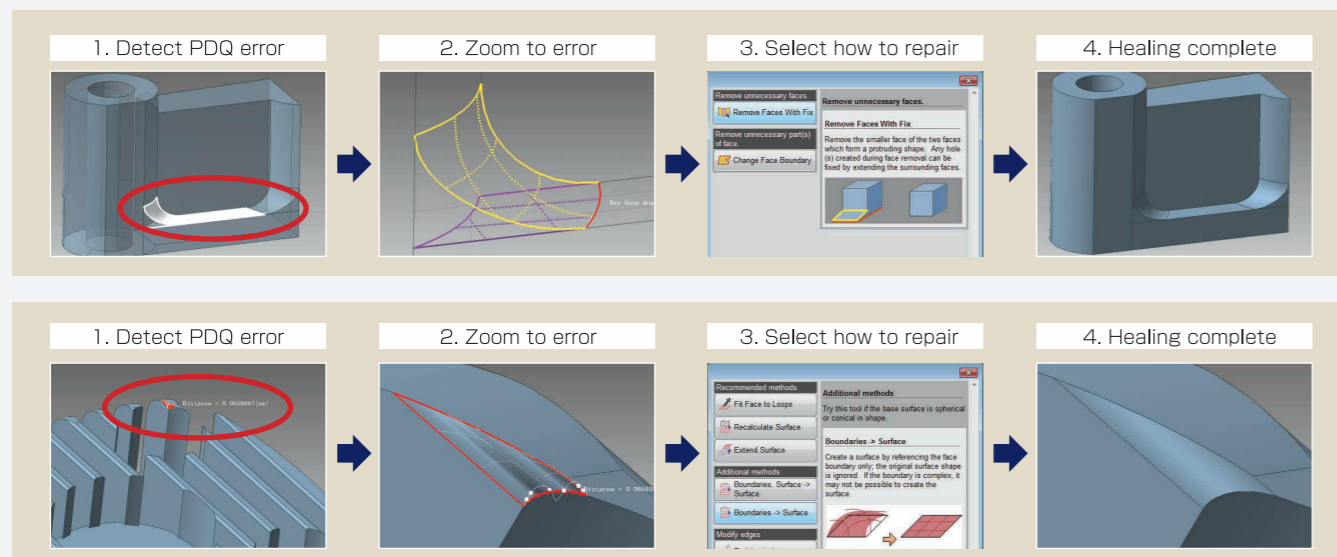 1. Detect PDQ error
2. Zoom to error
3. Select how to repair
4. Healing complete
Remove unnecessary faces.
Remove Faces With Fix
Remove unnecessary part(s)
of face.
Change Face Boundary
Remove unnecessary faces.
Remove Faces With Fix
Remove the smaller face of the two faces
which form a protruding shape. Any hole
(s) created during face removal can be
fixed by extending the surrounding faces.
1. Detect PDQ error
2. Zoom to error
3. Select how to repair
4. Healing complete
Distance =
Distance =
Recommended methods
Fit Face to Loops
Recalculate Surface
Extend Surface
Additional methods
Boundaries, Surface ->
Surface
Boundaries -> Surface
Modify edges
Additional methods
Try this tool if the base surface is spherical
or conical in shape.
Boundaries -> Surface
Create a surface by referencing the face
boundary only; the original surface shape
is ignored. If the boundary is complex, it
may not be possible to create the
surface.